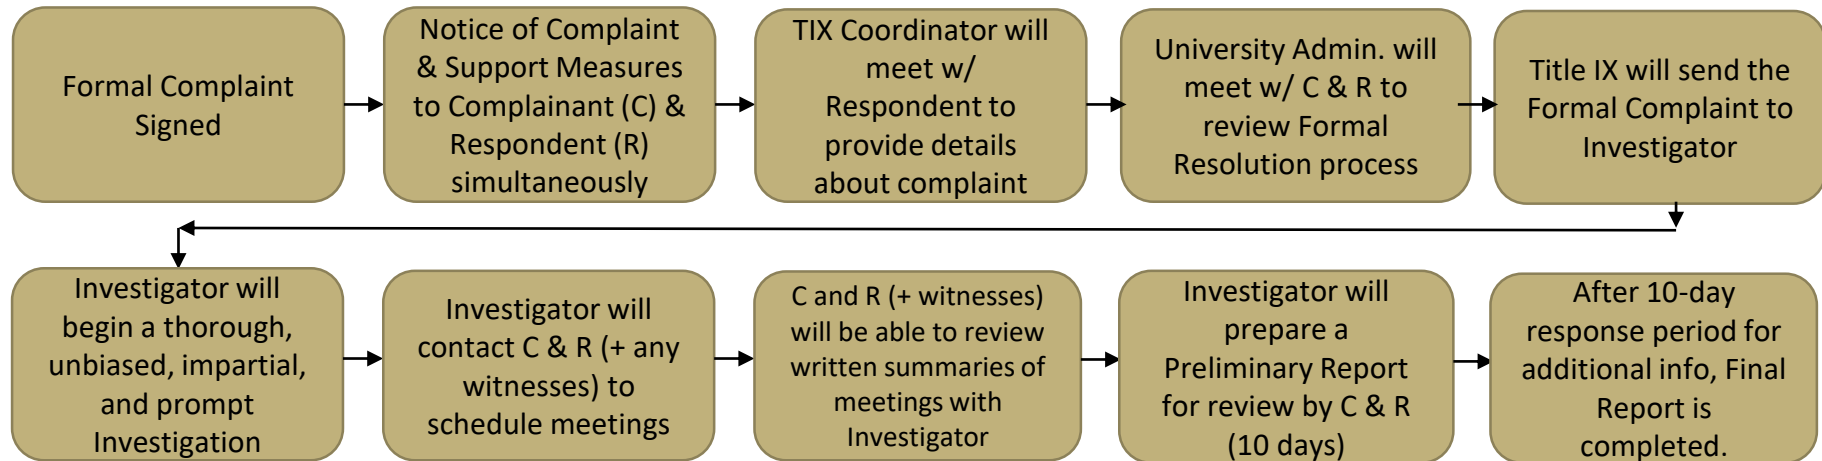 Formal Complaint
Signed
Notice of Complaint
& Support Measures
to Complainant (C) &
Respondent (R)
simultaneously
TIX Coordinator will
meet w/
Respondent to
provide details
about complaint
University Admin. will
meet w/ C & R to
review Formal
Resolution process
Title IX will send the
Formal Complaint to
Investigator
Investigator will
begin a thorough,
unbiased, impartial,
and prompt
Investigation
Investigator will
contact C & R (+ any
witnesses) to
schedule meetings
C and R (+ witnesses)
will be able to review
written summaries of
meetings with
Investigator
Investigator will
prepare a
Preliminary Report
for review by C & R
(10 days)
After 10-day
response period for
additional info, Final
Report is
completed.